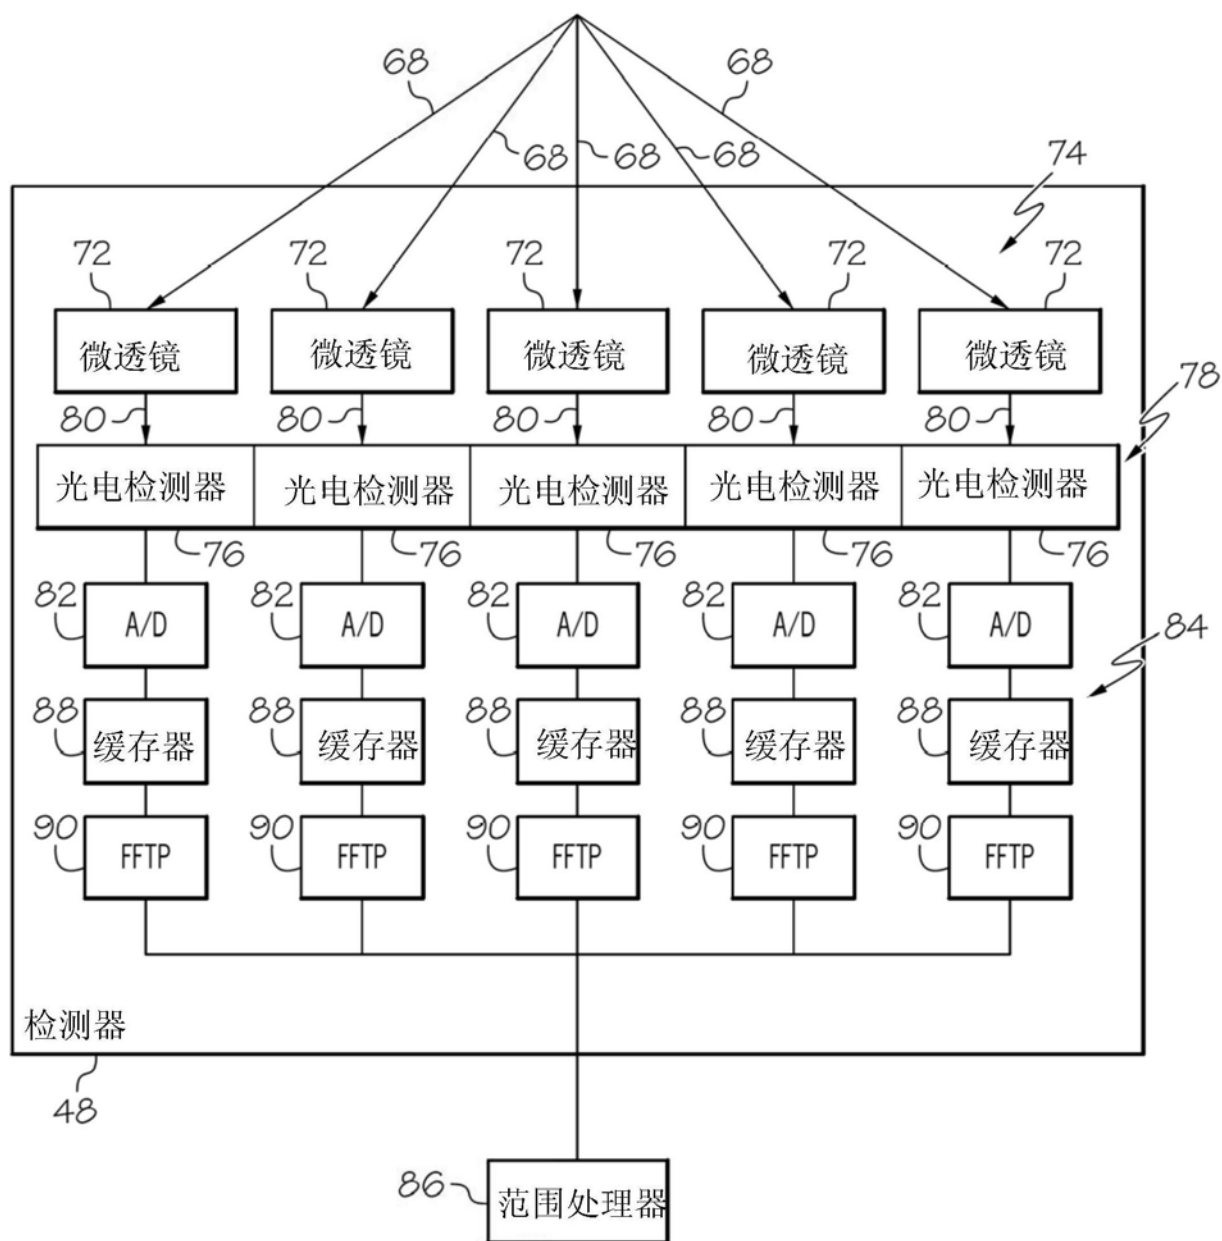 68 68
68 68 68
74
72 72 72 72 72
微透镜 微透镜 微透镜 微透镜 微透镜
78
80 80 80 80 80
光电检测器 光电检测器 光电检测器 光电检测器 光电检测器
76 76 76 76 76
82 82 82 82 82
A/D A/D A/D A/D A/D
84
88 88 88 88 88
缓存器 缓存器 缓存器 缓存器 缓存器
90 90 90 90 90
FFTP FFTP FFTP FFTP FFTP
检测器
48
86
范围处理器